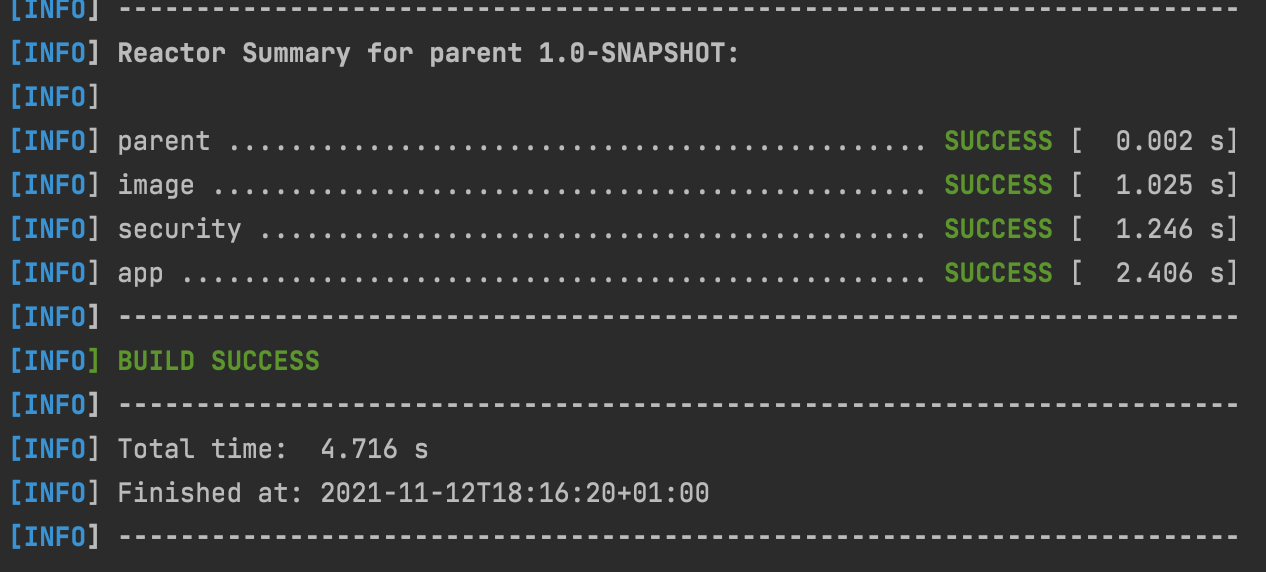 [INFO] ------------------------------------------------------------------------
[INFO] Reactor Summary for parent 1.0-SNAPSHOT:
[INFO]
[INFO] parent ............................................. SUCCESS [  0.002 s]
[INFO] image .............................................. SUCCESS [  1.025 s]
[INFO] security ........................................... SUCCESS [  1.246 s]
[INFO] app ................................................ SUCCESS [  2.406 s]
[INFO] ------------------------------------------------------------------------
[INFO] BUILD SUCCESS
[INFO] ------------------------------------------------------------------------
[INFO] Total time:  4.716 s
[INFO] Finished at: 2021-11-12T18:16:20+01:00
[INFO] ------------------------------------------------------------------------